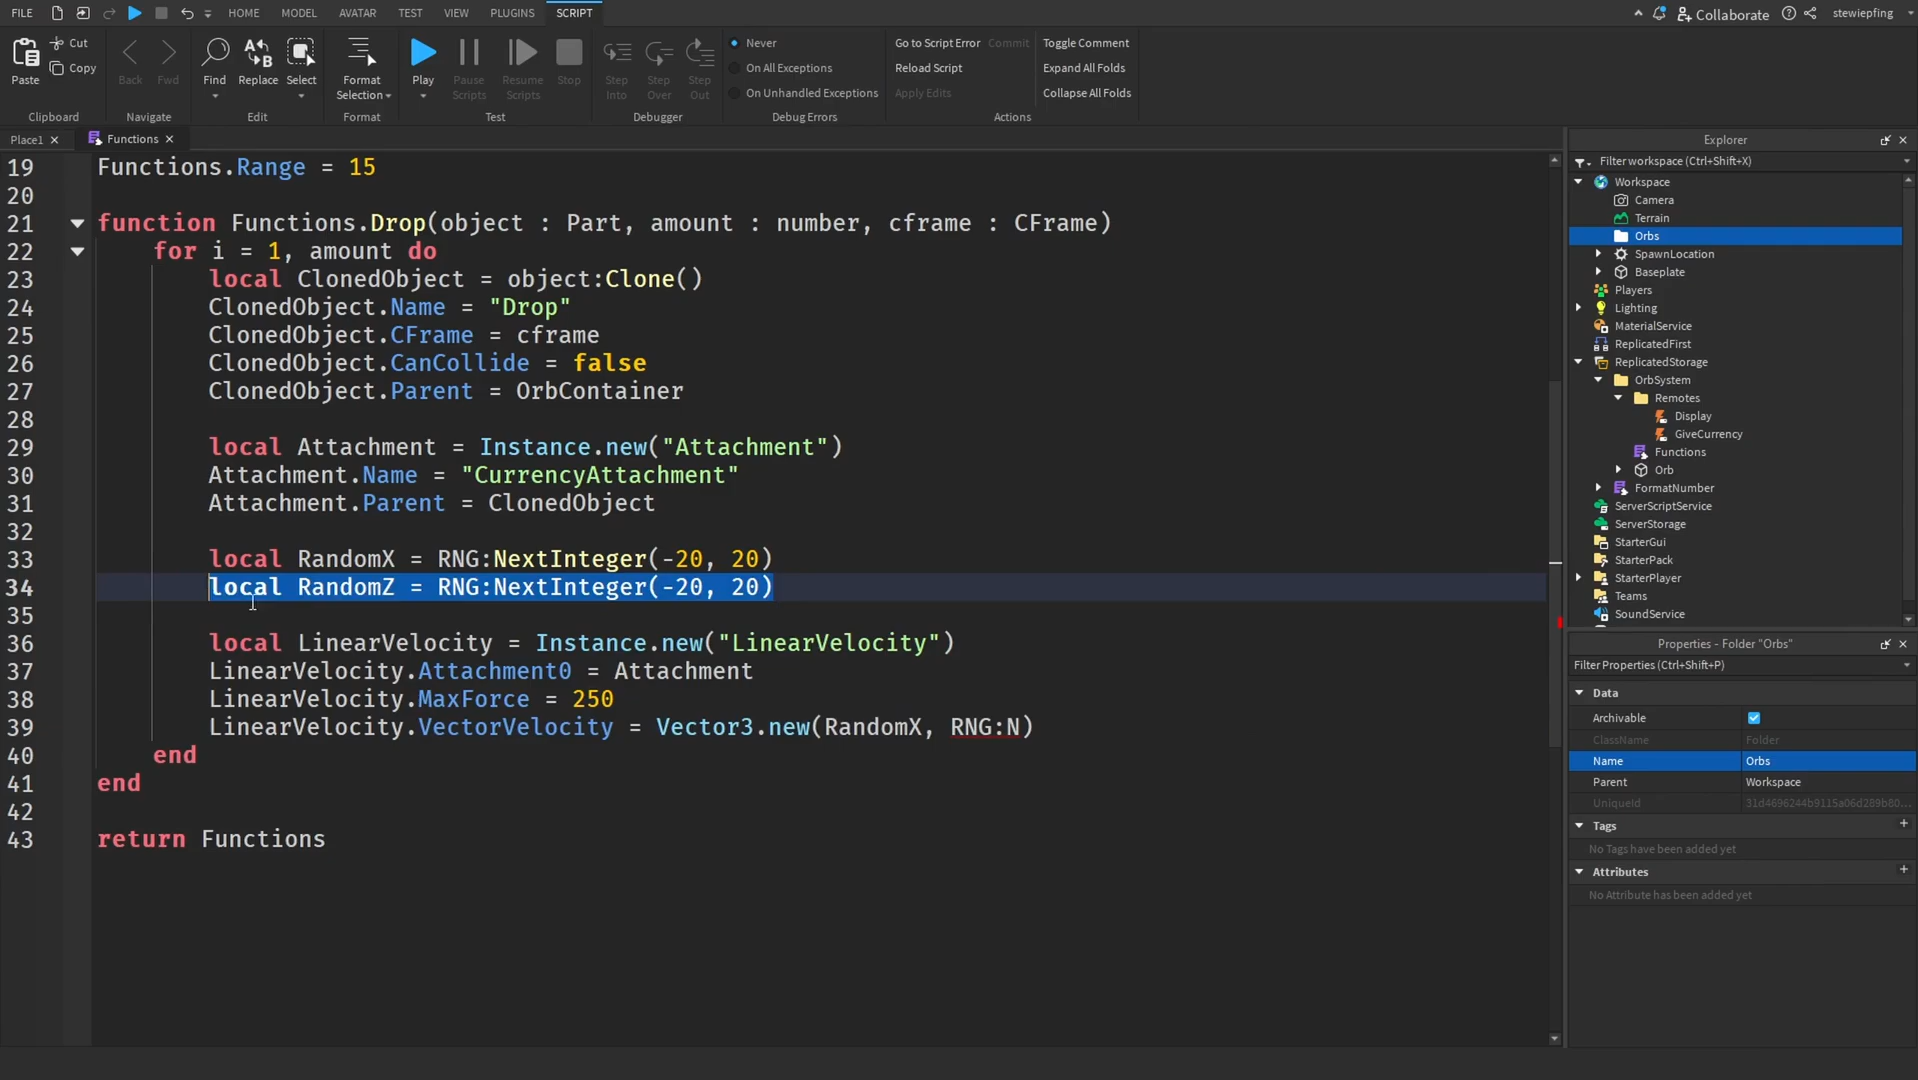 FILE HOME MODEL AVATAR TEST VIEW PLUGINS SCRIPT Collaborate stewiepfing
Paste Cut Copy
Back Fwd
Find Replace Select
Format Selection
Play Pause Scripts Resume Scripts Stop
Step Into Step Over Step Out
Never
On All Exceptions
On Unhandled Exceptions
Go to Script Error Commit
Reload Script
Apply Edits
Toggle Comment
Expand All Folds
Collapse All Folds
Clipboard Navigate Edit Format Test Debugger Debug Errors Actions
Place1 Functions
19 Functions.Range = 15
20
21 function Functions.Drop(object : Part, amount : number, cframe : CFrame)
22 for i = 1, amount do
23 local ClonedObject = object:Clone()
24 ClonedObject.Name = "Drop"
25 ClonedObject.CFrame = cframe
26 ClonedObject.CanCollide = false
27 ClonedObject.Parent = OrbContainer
28
29 local Attachment = Instance.new("Attachment")
30 Attachment.Name = "CurrencyAttachment"
31 Attachment.Parent = ClonedObject
32
33 local RandomX = RNG:NextInteger(-20, 20)
34 local RandomZ = RNG:NextInteger(-20, 20)
35
36 local LinearVelocity = Instance.new("LinearVelocity")
37 LinearVelocity.Attachment0 = Attachment
38 LinearVelocity.MaxForce = 250
39 LinearVelocity.VectorVelocity = Vector3.new(RandomX, RNG:N)
40 end
41 end
42
43 return Functions
Explorer
Filter workspace (Ctrl+Shift+X)
Workspace
Camera
Terrain
Orbs
SpawnLocation
Baseplate
Players
Lighting
MaterialService
ReplicatedFirst
ReplicatedStorage
OrbSystem
Remotes
Display
GiveCurrency
Functions
Orb
FormatNumber
ServerScriptService
ServerStorage
StarterGui
StarterPack
StarterPlayer
Teams
SoundService
Properties - Folder "Orbs"
Filter Properties (Ctrl+Shift+P)
Data
Archivable
ClassName Folder
Name Orbs
Parent Workspace
UniqueId 31d4696244b9115a06d289b80...
Tags
No Tags have been added yet
Attributes
No Attribute has been added yet